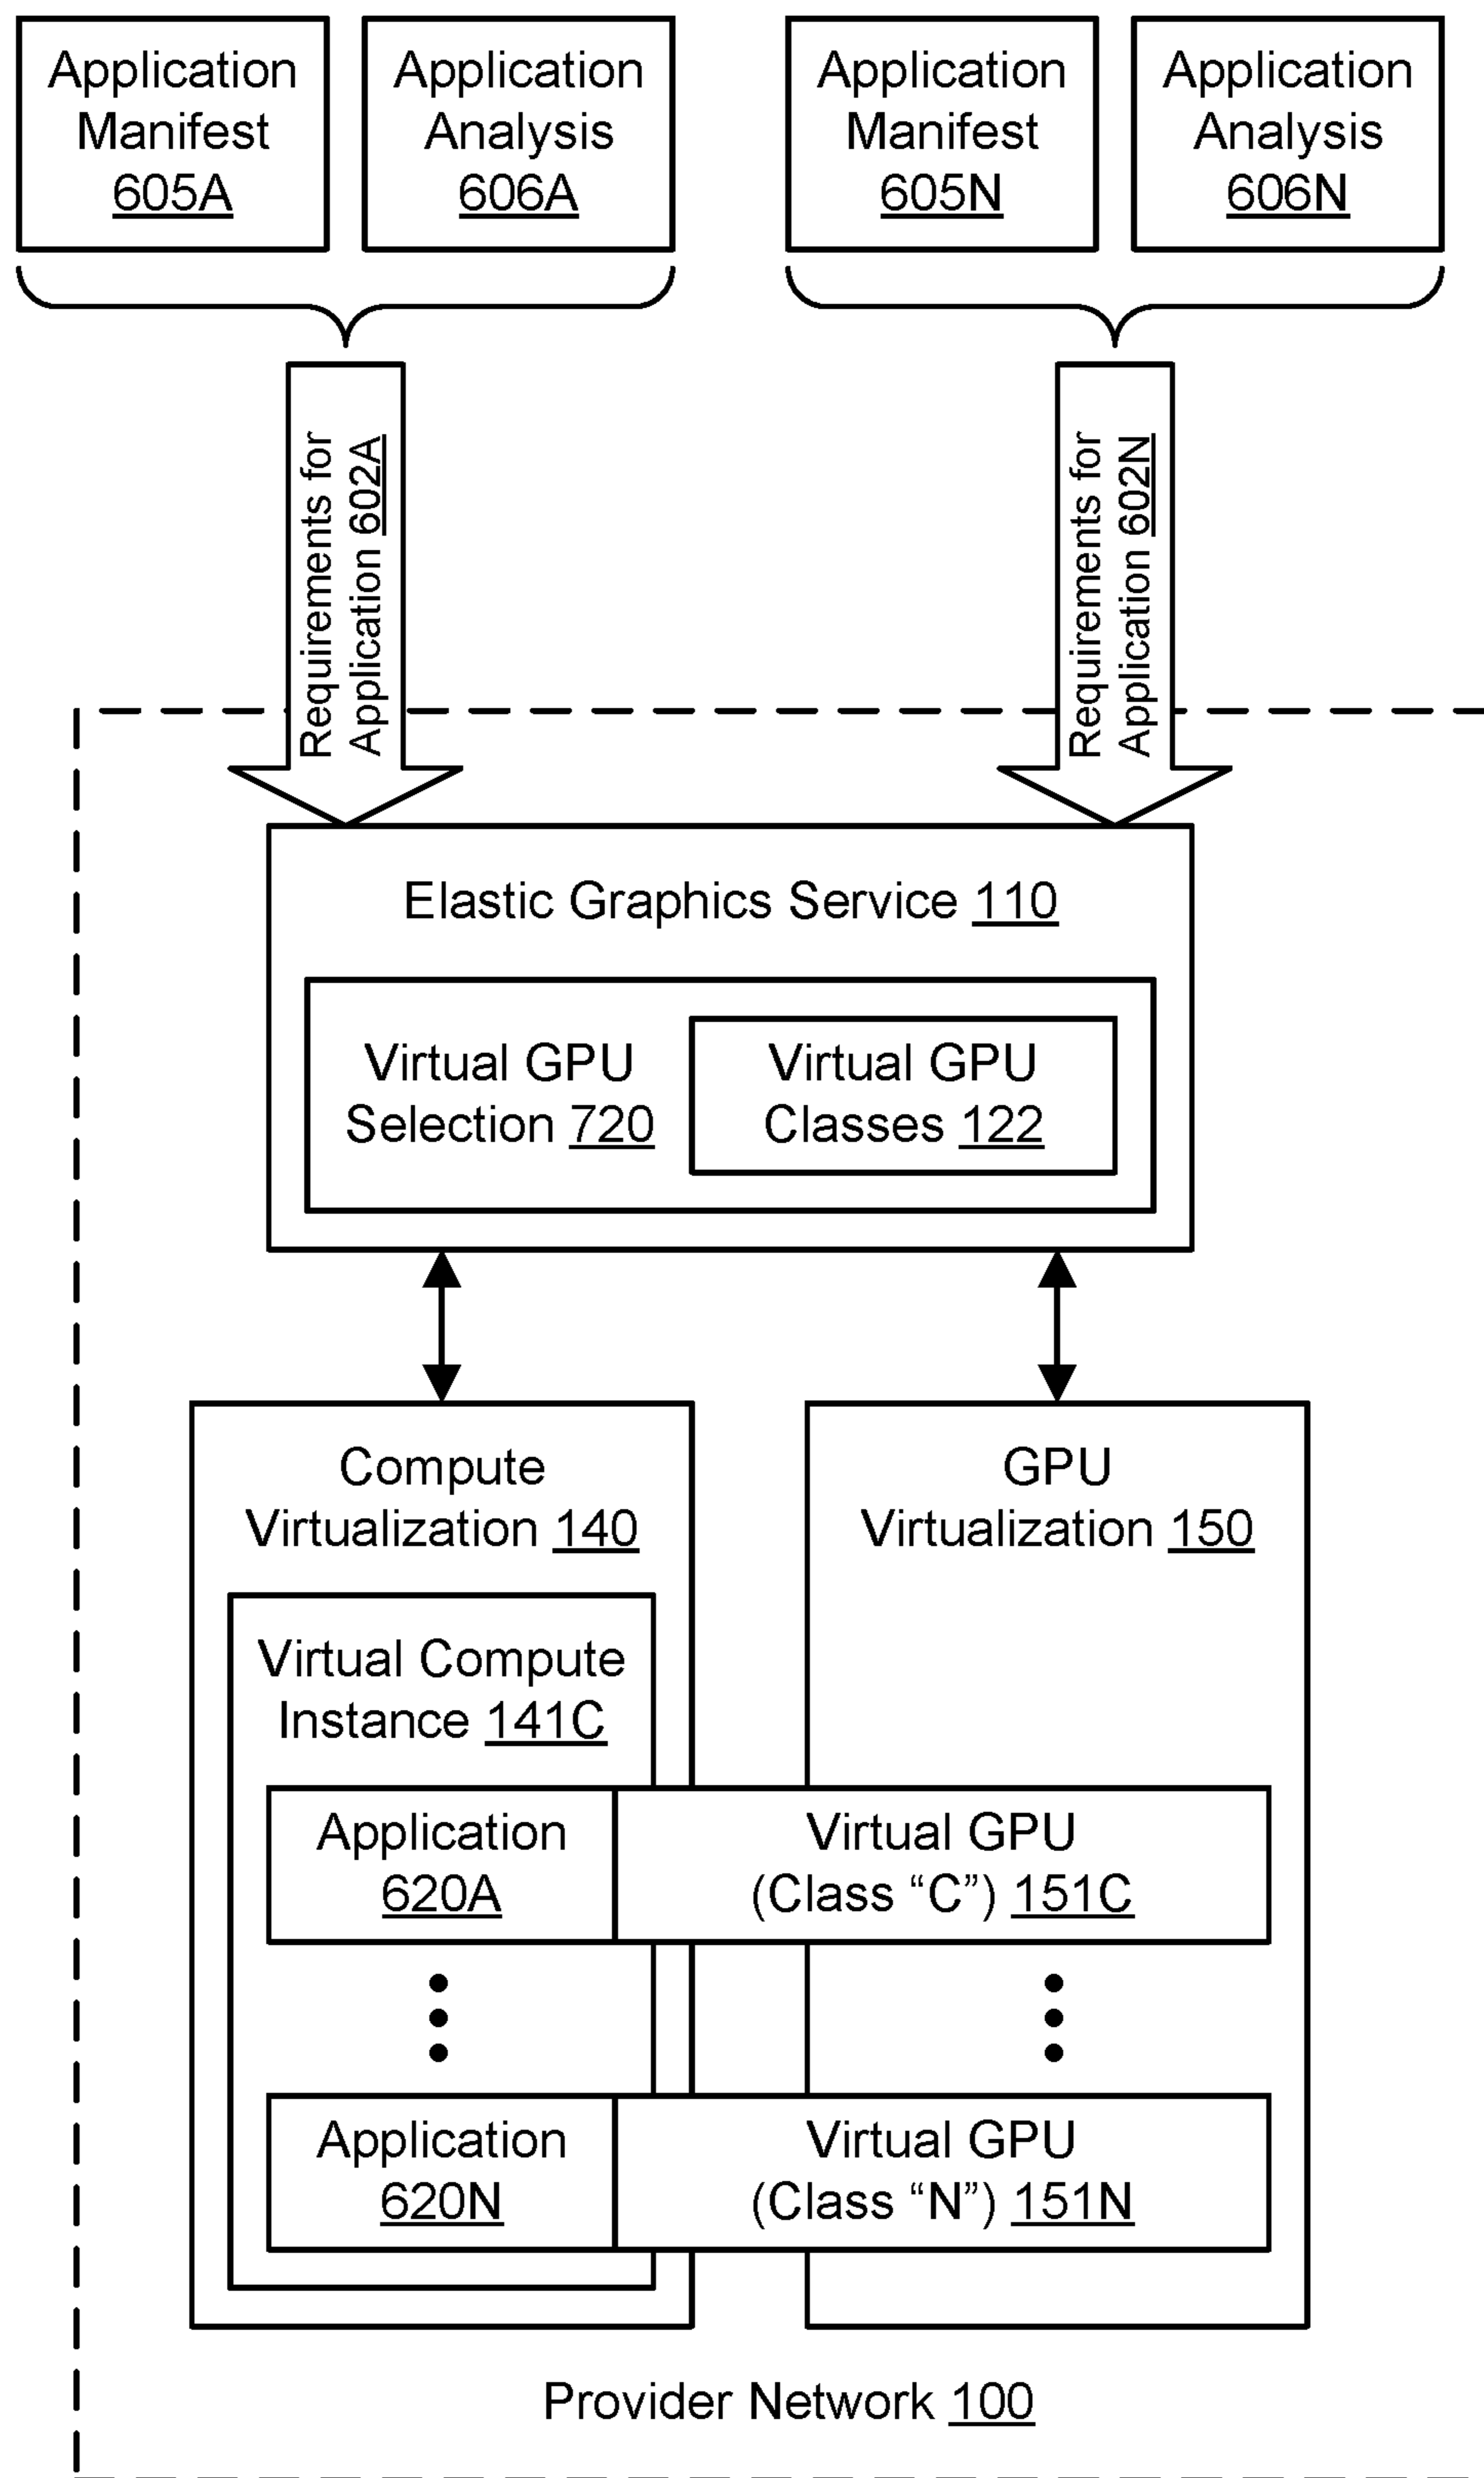 Application
Manifest
605A
Application
Analysis
606A
Application
Manifest
605N
Application
Analysis
606N
Requirements for
Application 602A
Requirements for
Application 602N
Elastic Graphics Service 110
Virtual GPU
Selection 720
Virtual GPU
Classes 122
Compute
Virtualization 140
GPU
Virtualization 150
Virtual Compute
Instance 141C
Application
620A
Virtual GPU
(Class “C”) 151C
Application
620N
Virtual GPU
(Class “N”) 151N
Provider Network 100